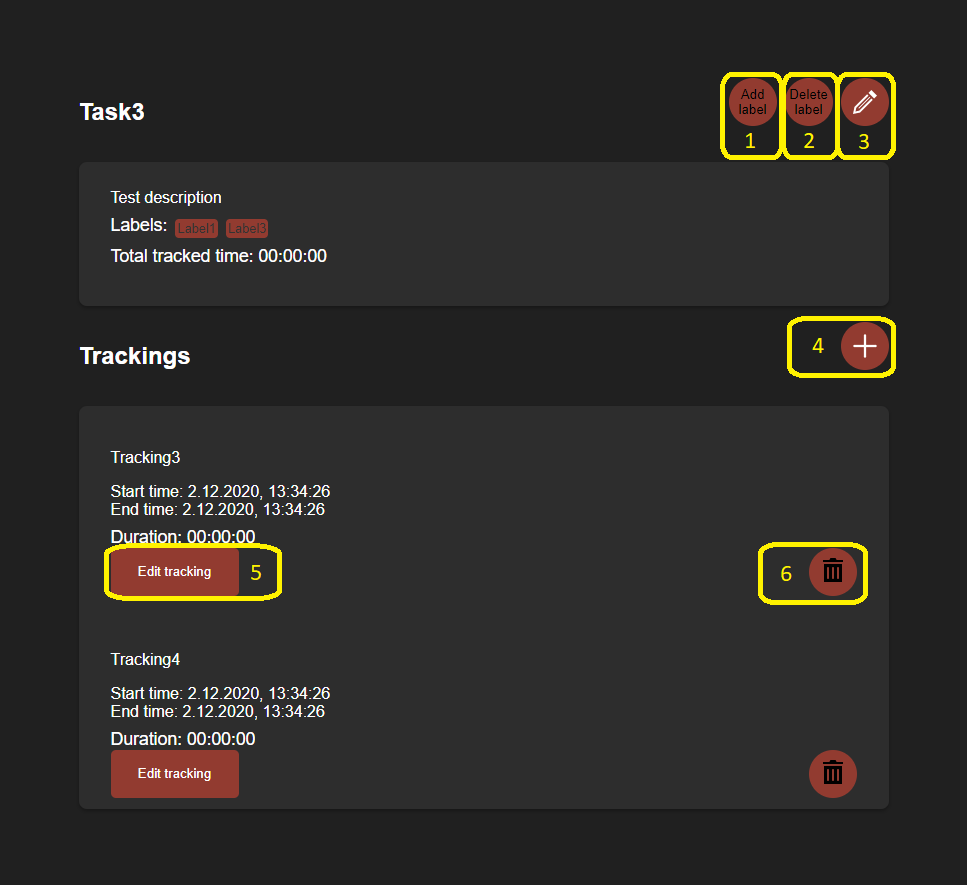 Task3
Add label
Delete label
1
2
3
Test description
Labels: Label1 Label3
Total tracked time: 00:00:00
Trackings
4
Tracking3
Start time: 2.12.2020, 13:34:26
End time: 2.12.2020, 13:34:26
Duration: 00:00:00
Edit tracking
5
6
Tracking4
Start time: 2.12.2020, 13:34:26
End time: 2.12.2020, 13:34:26
Duration: 00:00:00
Edit tracking